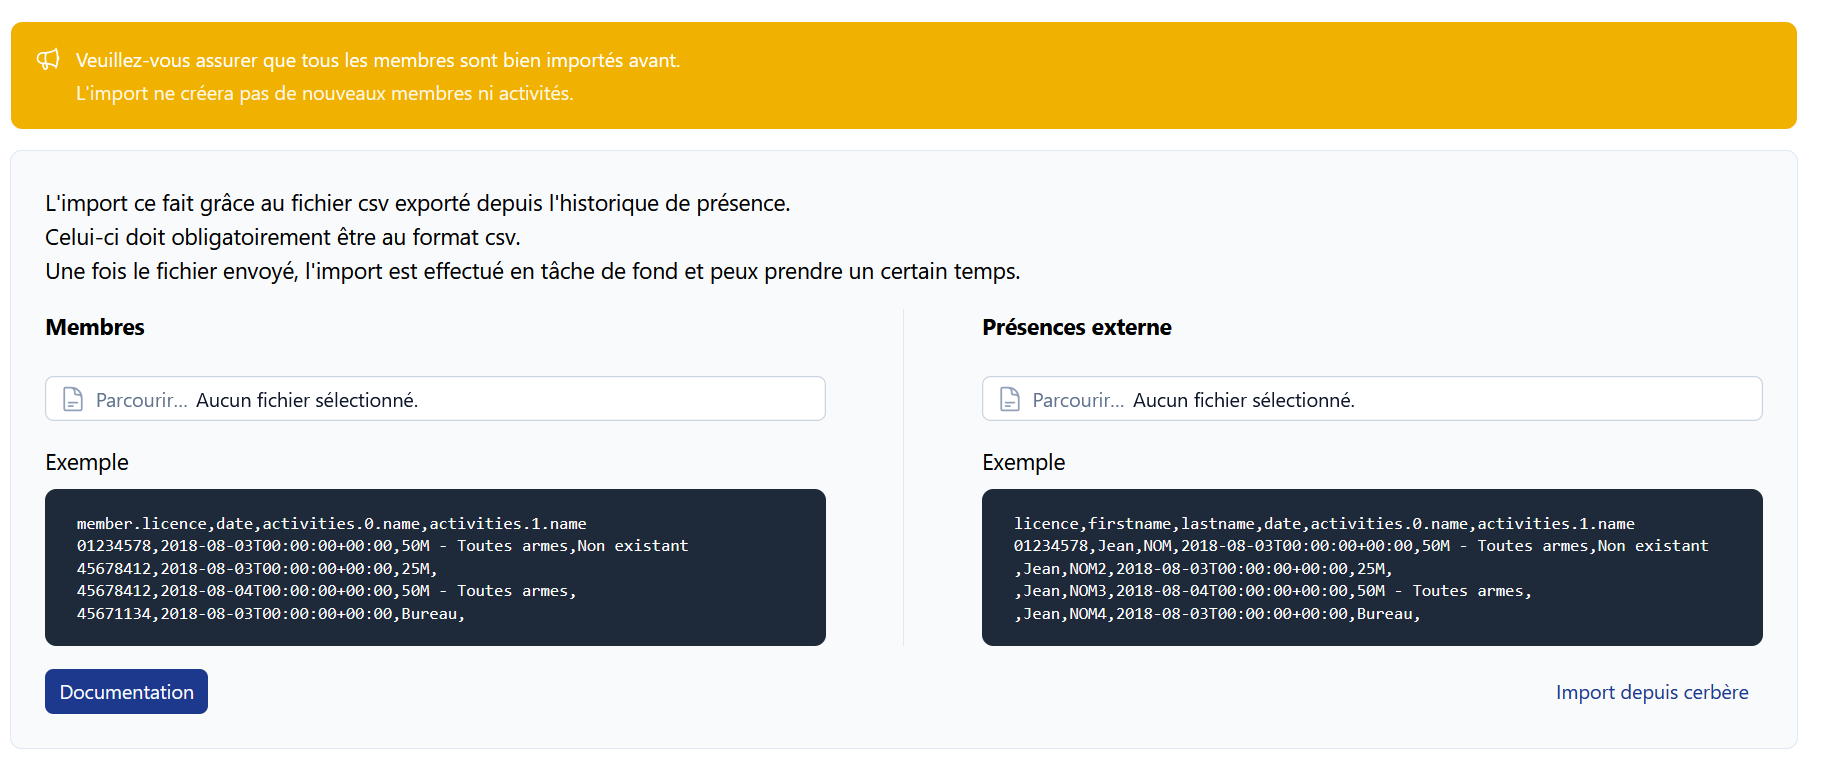 Veuillez-vous assurer que tous les membres sont bien importés avant.
L'import ne créera pas de nouveaux membres ni activités.
L'import ce fait grâce au fichier csv exporté depuis l'historique de présence.
Celui-ci doit obligatoirement être au format csv.
Une fois le fichier envoyé, l'import est effectué en tâche de fond et peux prendre un certain temps.
Membres
Parcourir... Aucun fichier sélectionné.
Exemple
member.licence,date,activities.0.name,activities.1.name
01234578,2018-08-03T00:00:00+00:00,50M - Toutes armes,Non existant
45678412,2018-08-03T00:00:00+00:00,25M,
45678412,2018-08-04T00:00:00+00:00,50M - Toutes armes,
45671134,2018-08-03T00:00:00+00:00,Bureau,
Documentation
Présences externe
Parcourir... Aucun fichier sélectionné.
Exemple
licence,firstname,lastname,date,activities.0.name,activities.1.name
01234578,Jean,NOM,2018-08-03T00:00:00+00:00,50M - Toutes armes,Non existant
,Jean,NOM2,2018-08-03T00:00:00+00:00,25M,
,Jean,NOM3,2018-08-04T00:00:00+00:00,50M - Toutes armes,
,Jean,NOM4,2018-08-03T00:00:00+00:00,Bureau,
Import depuis cerbère